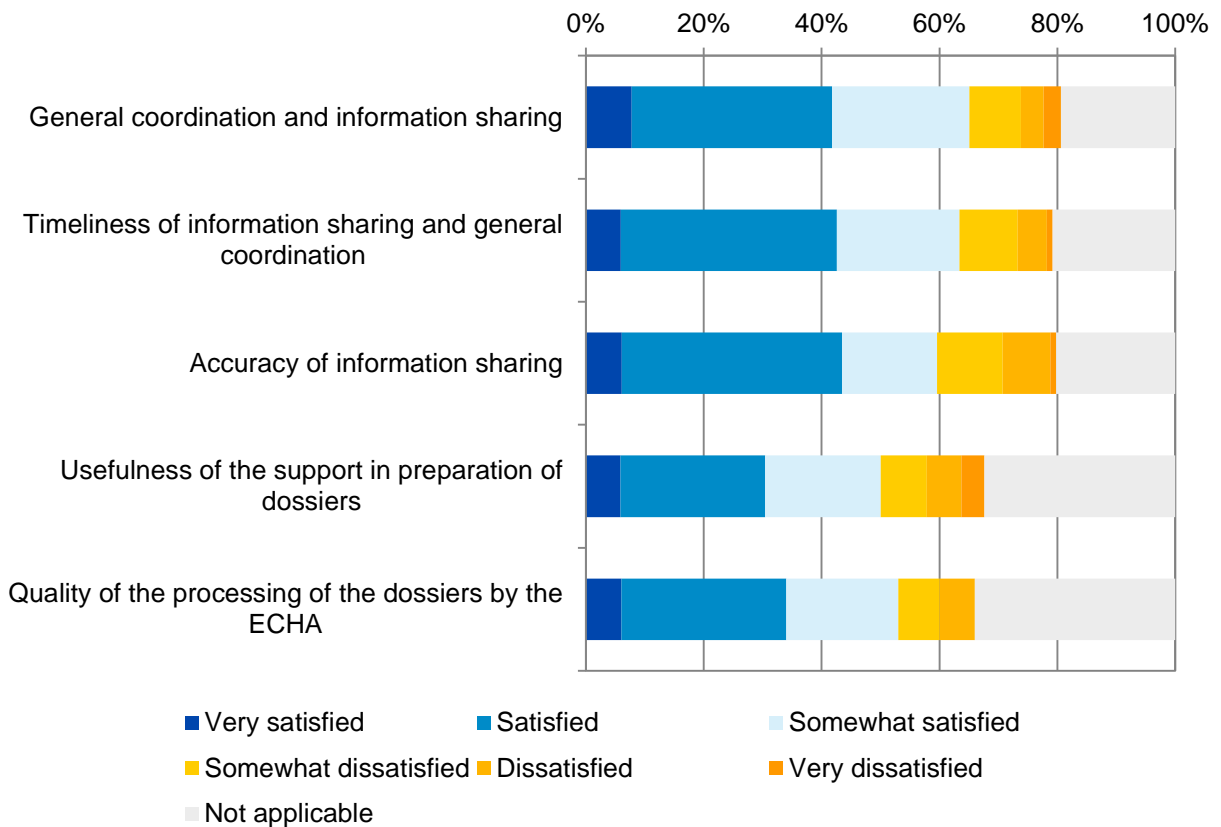 0% 20% 40% 60% 80% 100%
General coordination and information sharing
Timeliness of information sharing and general
coordination
Accuracy of information sharing
Usefulness of the support in preparation of
dossiers
Quality of the processing of the dossiers by the
ECHA
Very satisfied Satisfied Somewhat satisfied
Somewhat dissatisfied Dissatisfied Very dissatisfied
Not applicable